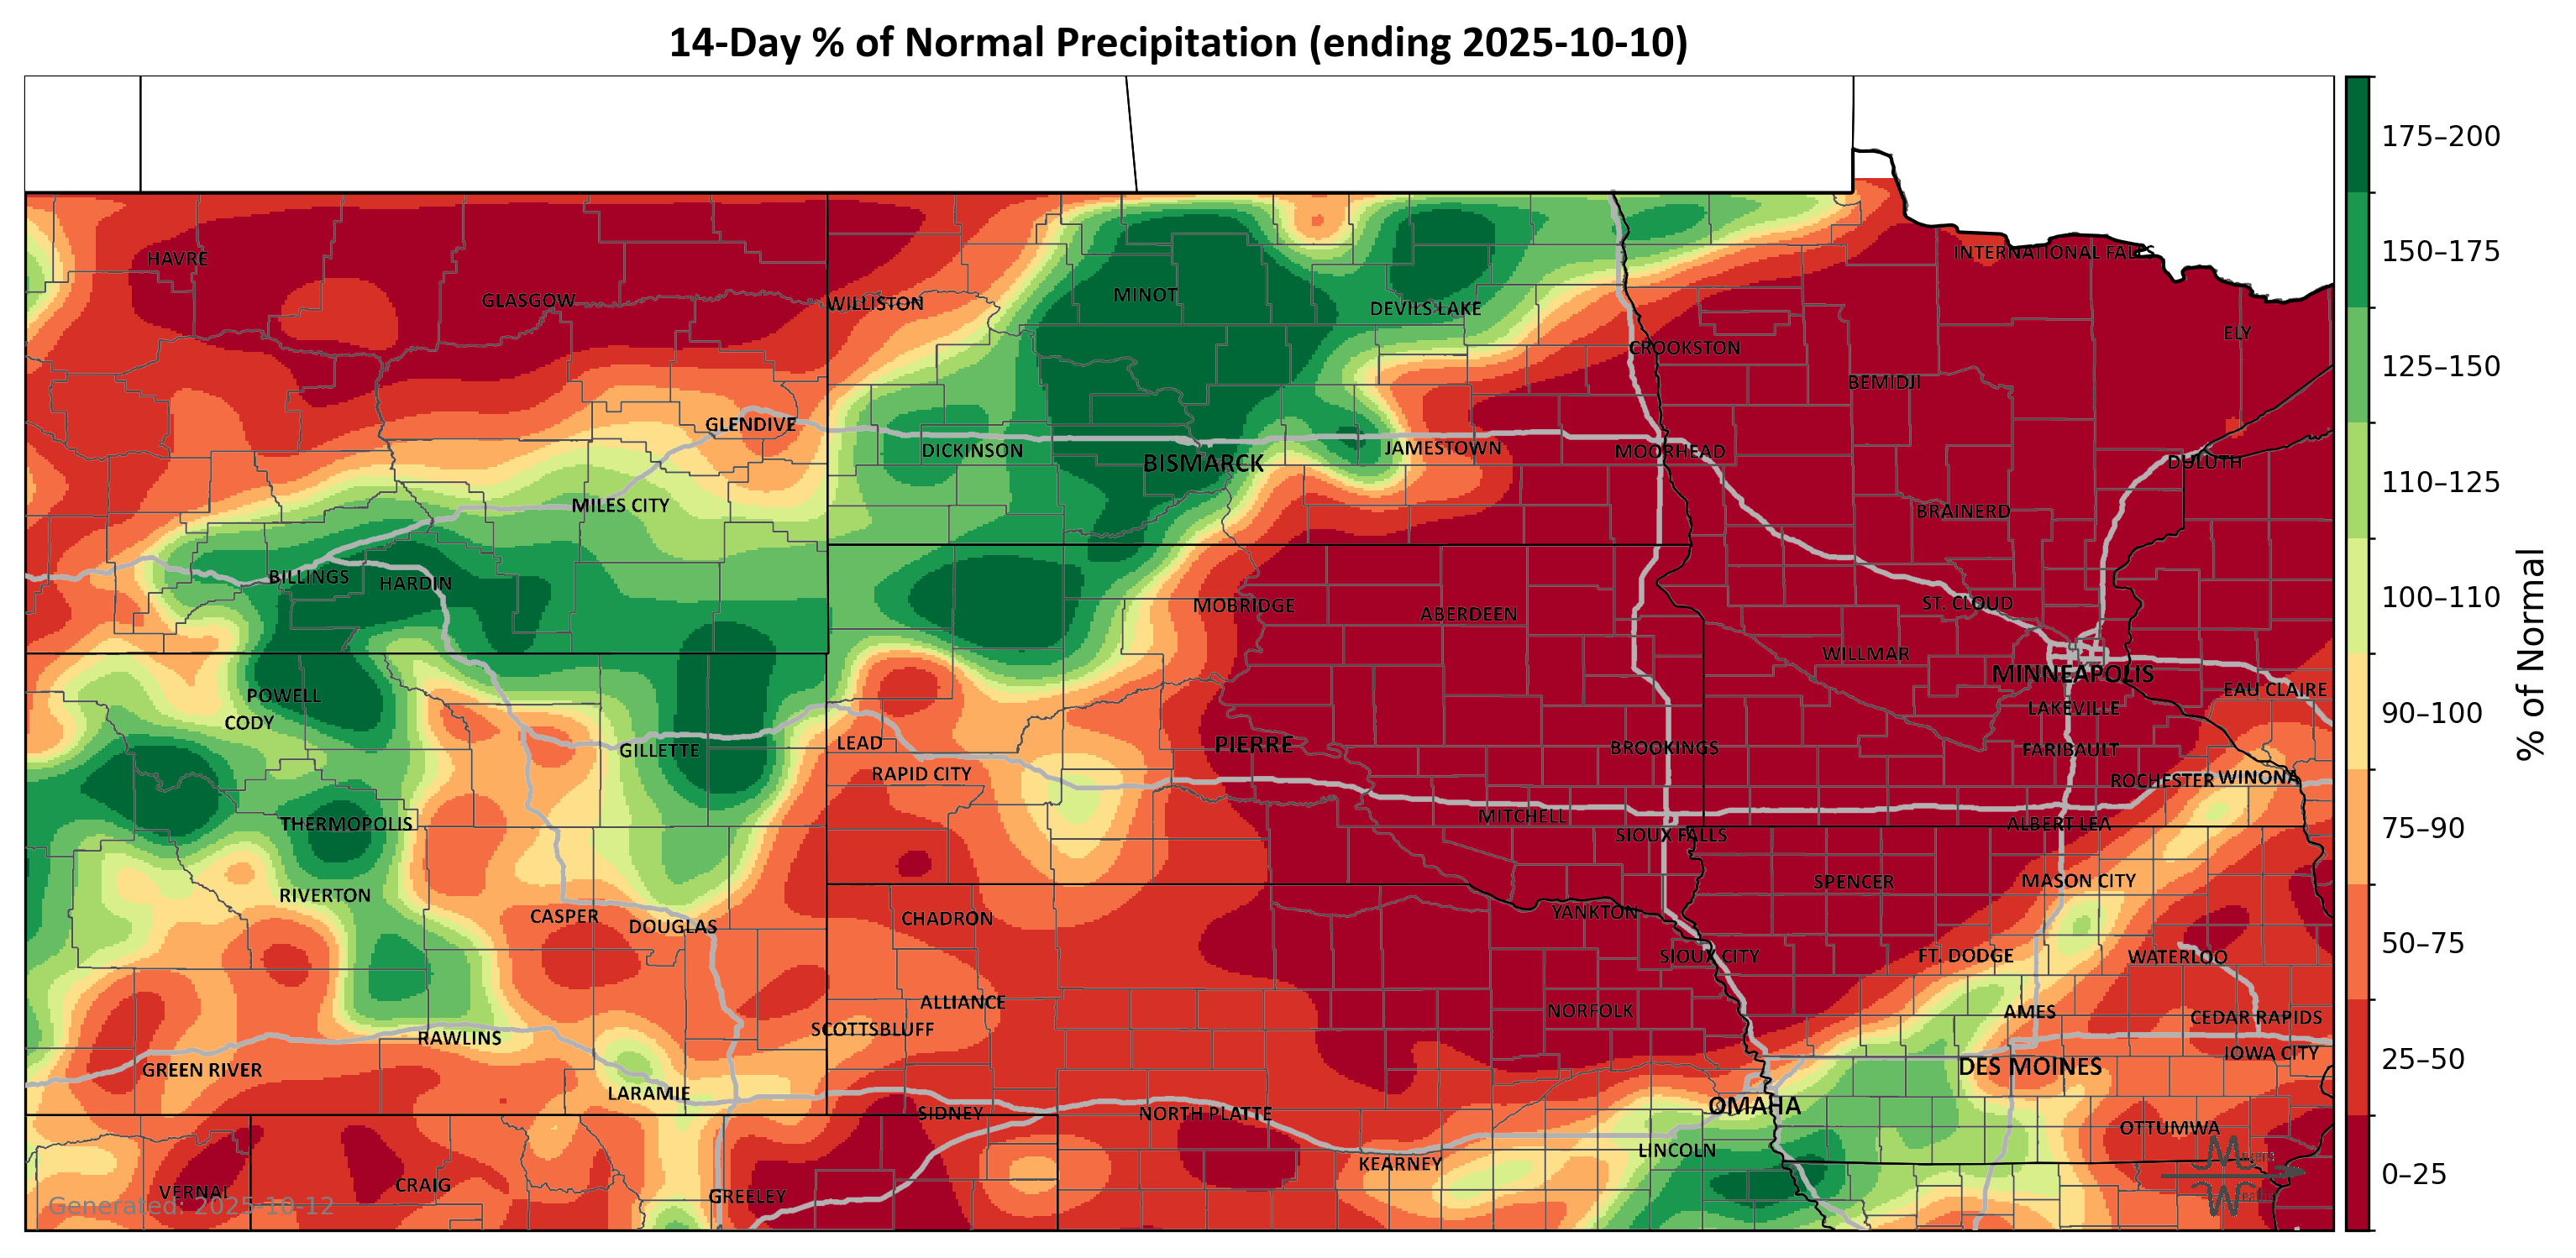 14-Day % of Normal Precipitation (ending 2025-10-10)
175–200
150–175
125–150
110–125
100–110
90–100
75–90
50–75
25–50
0–25
% of Normal
HAVRE
GLASGOW
WILLISTON
MINOT
DEVILS LAKE
INTERNATIONAL FALLS
ELY
CROOKSTON
BEMIDJI
GLENDIVE
DICKINSON
BISMARCK
JAMESTOWN
MOORHEAD
DULUTH
MILES CITY
BRAINERD
BILLINGS
HARDIN
MOBRIDGE
ABERDEEN
ST. CLOUD
WILLMAR
MINNEAPOLIS
EAU CLAIRE
POWELL
CODY
LAKEVILLE
GILLETTE
LEAD
PIERRE
BROOKINGS
FARIBAULT
RAPID CITY
ROCHESTER
WINONA
THERMOPOLIS
MITCHELL
ALBERT LEA
SIOUX FALLS
RIVERTON
SPENCER
MASON CITY
CASPER
DOUGLAS
CHADRON
YANKTON
SIOUX CITY
FT. DODGE
WATERLOO
ALLIANCE
NORFOLK
AMES
CEDAR RAPIDS
SCOTTSBLUFF
RAWLINS
IOWA CITY
GREEN RIVER
DES MOINES
LARAMIE
OMAHA
SIDNEY
NORTH PLATTE
OTTUMWA
LINCOLN
KEARNEY
VERNAL
CRAIG
GREELEY
Generated: 2025-10-12